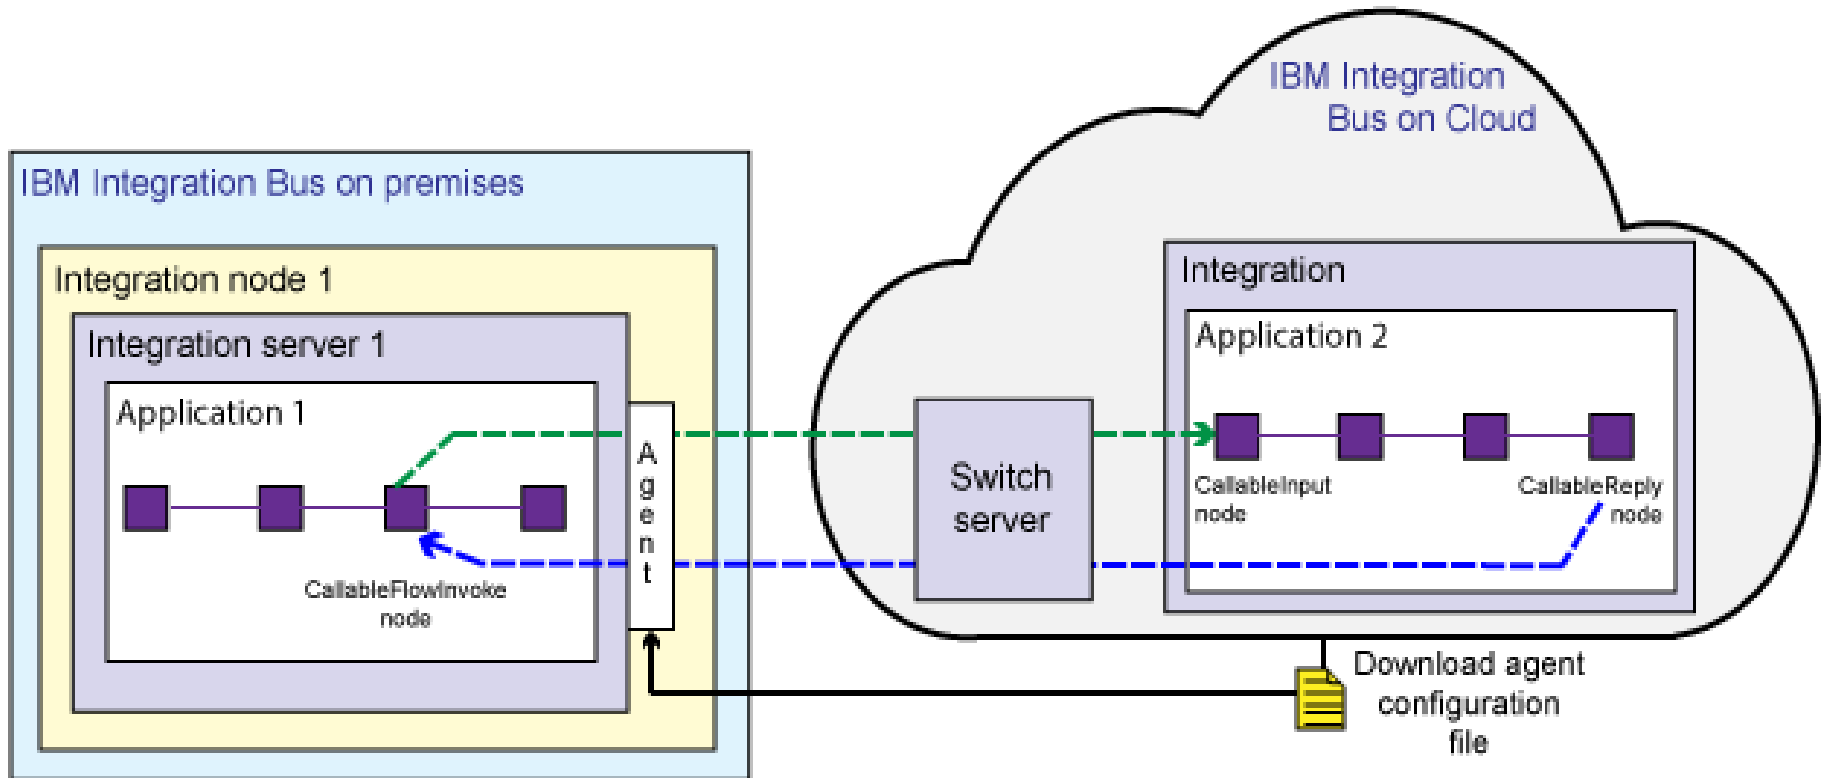 IBM Integration
Bus on Cloud
IBM Integration Bus on premises
Integration node 1
Integration server 1
Application 1
CallableFlowInvoke
node
Agent
Switch
server
Integration
Application 2
CallableInput
node
CallableReply
node
Download agent
configuration
file